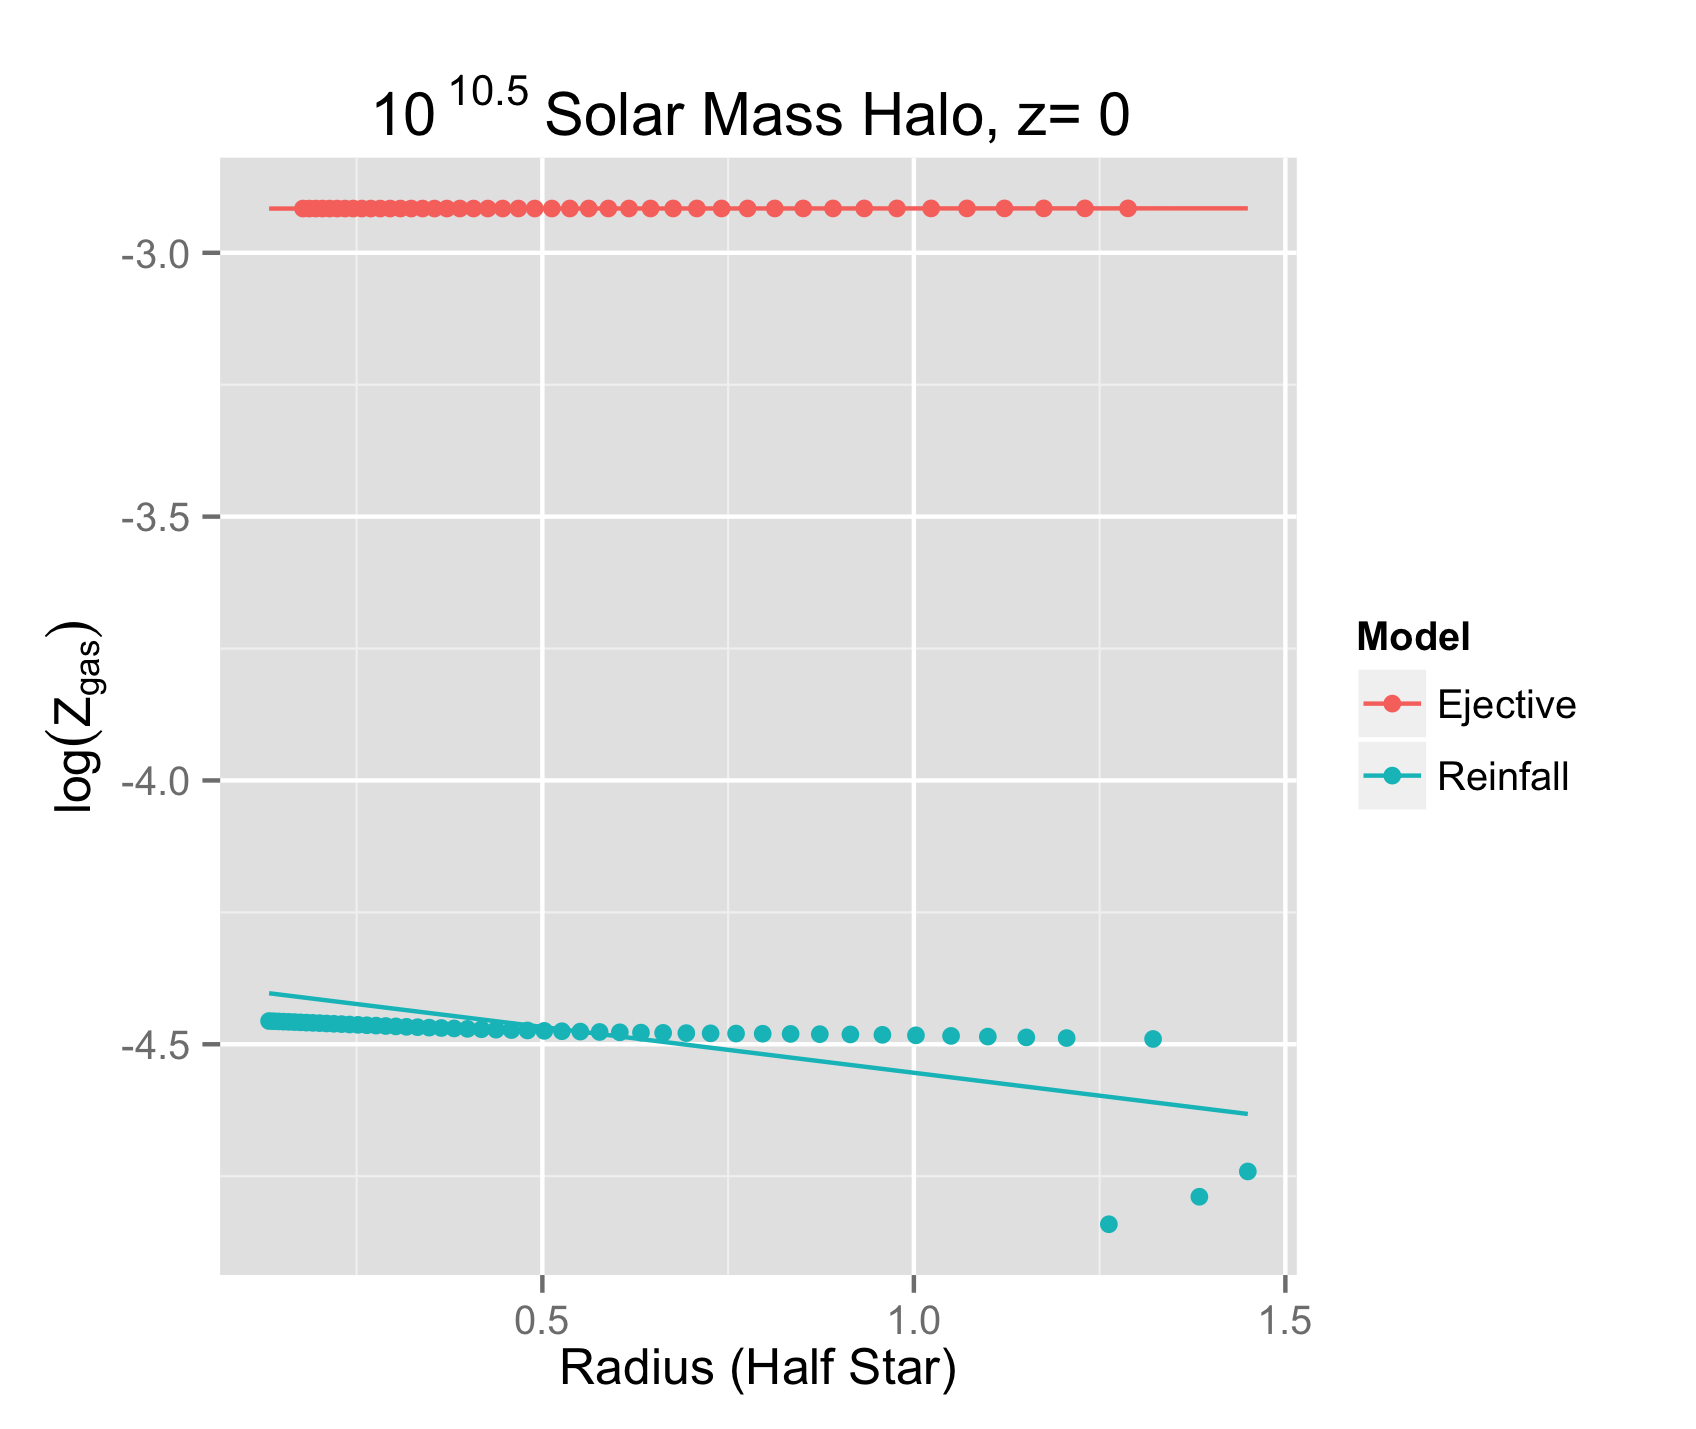 10 10.5 Solar Mass Halo, z= 0
-3.0
-3.5
-4.0
-4.5
log(Zgas)
0.5 1.0 1.5
Radius (Half Star)
Model
Ejective
Reinfall